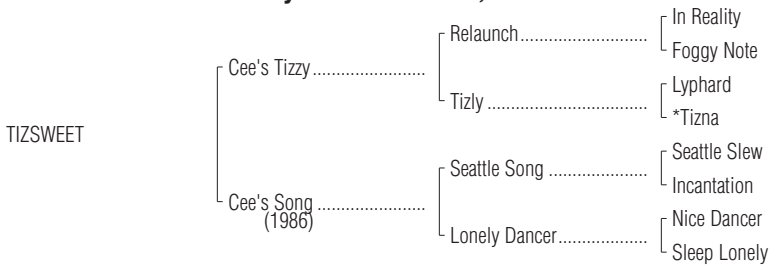 In Reality
Relaunch
Foggy Note
Cee's Tizzy
Lyphard
Tizly
*Tizna
TIZSWEET
Seattle Slew
Seattle Song
Incantation
Cee's Song
(1986)
Nice Dancer
Lonely Dancer
Sleep Lonely